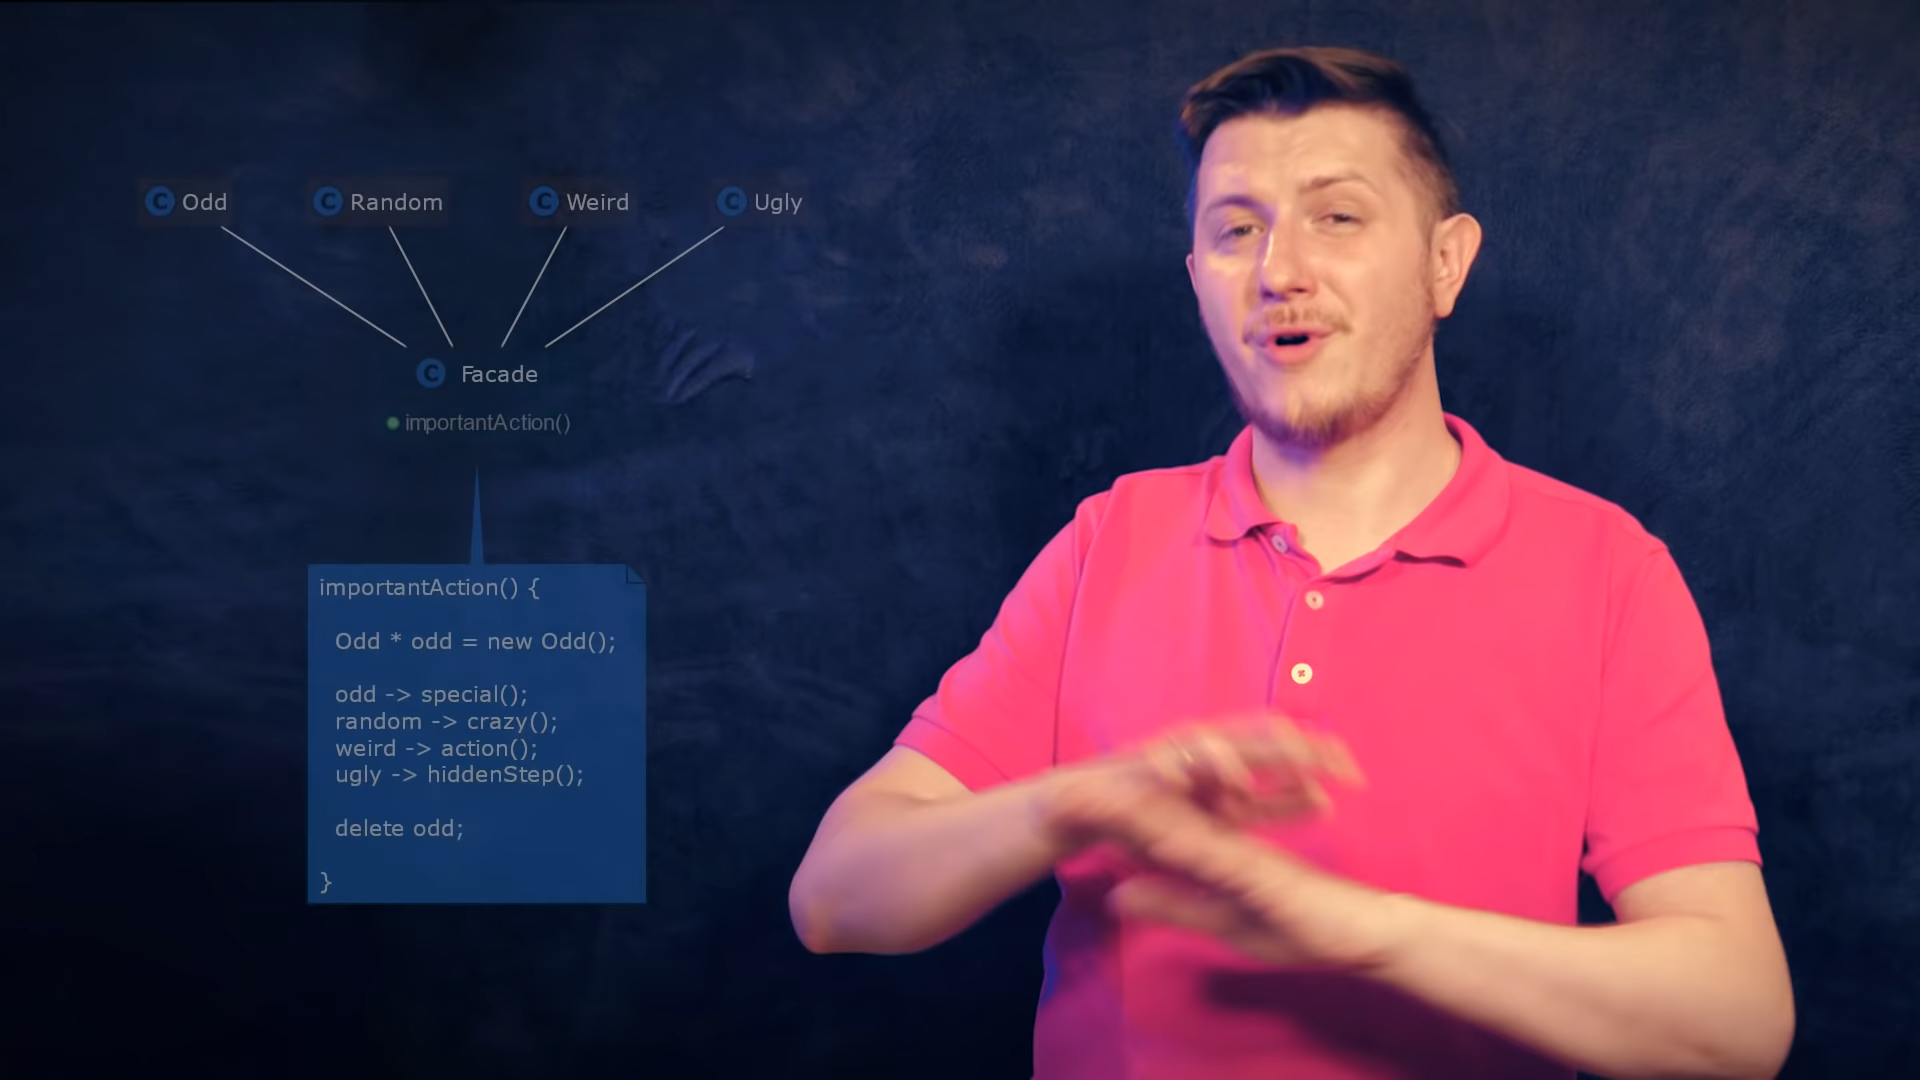 C Odd
C Random
C Weird
C Ugly
C Facade
importantAction()
importantAction() {
Odd * odd = new Odd();
odd -> special();
random -> crazy();
weird -> action();
ugly -> hiddenStep();
delete odd;
}